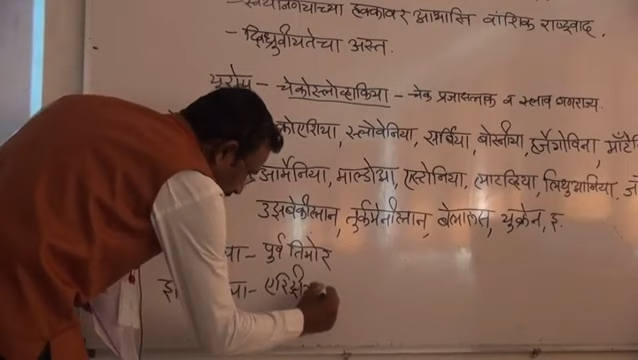 - स्वयंनिर्णयाच्या हक्कावर आधारित वांशिक राष्ट्रवाद.
- द्विध्रुवीयतेचा अस्त.
युरोप - चेकोस्लोव्हाकिया - चेक प्रजासत्ताक व स्लाव गणराज्य.
क्रोएशिया, स्लोवेनिया, सर्बिया, बोस्नीया, हर्जेगोविना,
आर्मेनिया, माल्डोवा, एस्टोनिया, लाटव्हिया, लिथुआनिया,
उझबेकीस्तान, तुर्कमेनीस्तान, बेलारूस, युक्रेन, इ.
- पुर्व तिमोर